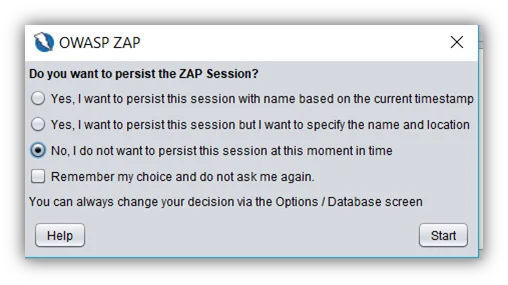 OWASP ZAP
Do you want to persist the ZAP Session?
Yes, I want to persist this session with name based on the current timestamp
Yes, I want to persist this session but I want to specify the name and location
No, I do not want to persist this session at this moment in time
Remember my choice and do not ask me again.
You can always change your decision via the Options / Database screen
Help
Start